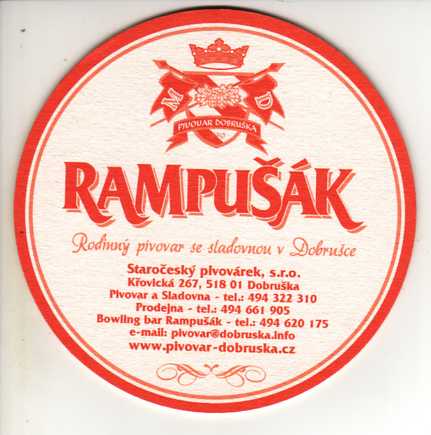 M D
PIVOVAR DOBRUŠKA
RAMPUŠÁK
Rodinný pivovar se sladovnou v Dobrušce
Staročeský pivovárek, s.r.o.
Křovická 267, 518 01 Dobruška
Pivovar a Sladovna - tel.: 494 322 310
Prodejna - tel.: 494 661 905
Bowling bar Rampušák - tel.: 494 620 175
e-mail: pivovar@dobruska.info
www.pivovar-dobruska.cz